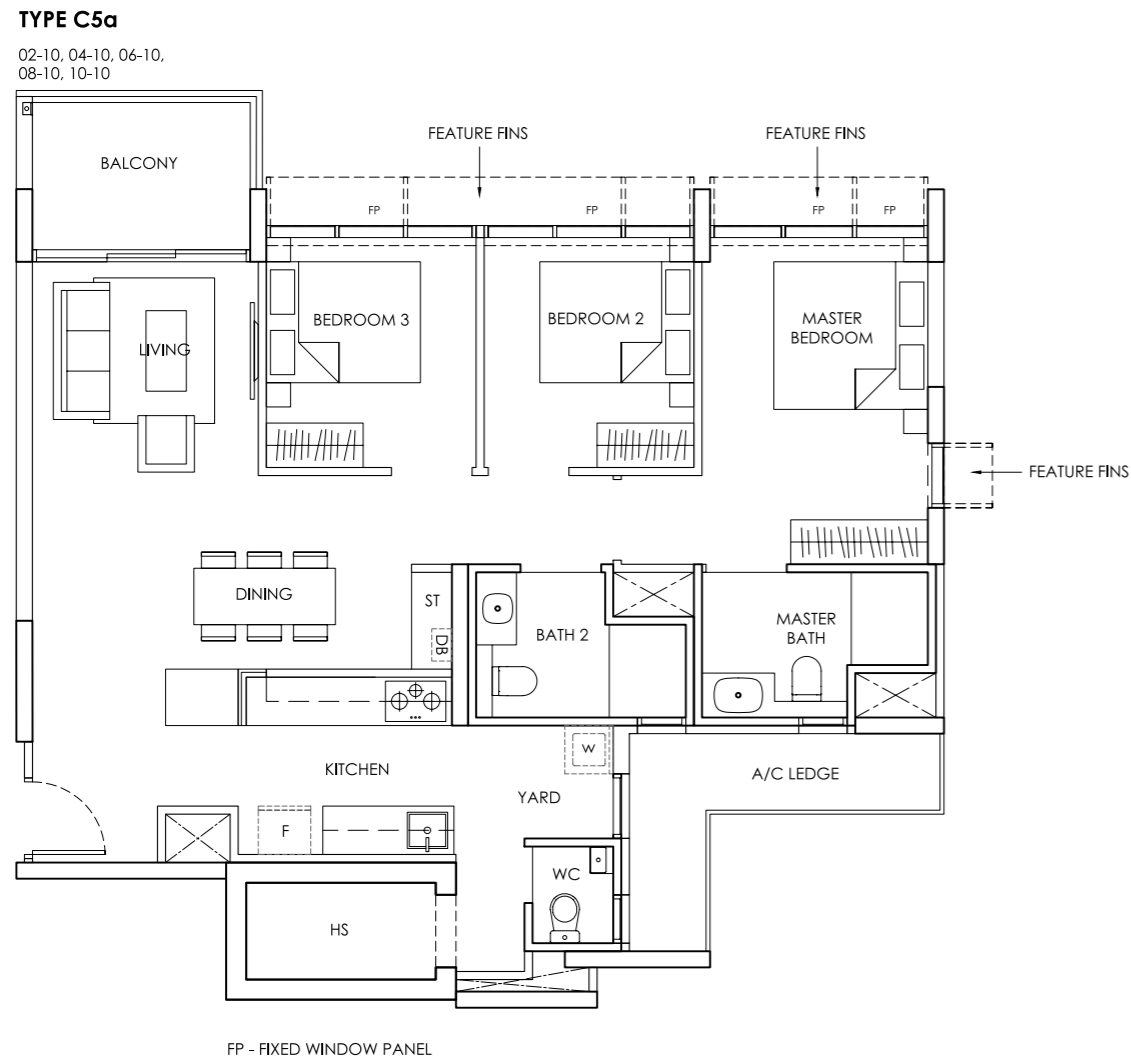 TYPE C5a
02-10, 04-10, 06-10,
08-10, 10-10
FEATURE FINS
FEATURE FINS
BALCONY
FP
FP
FP
FP
BEDROOM 3
BEDROOM 2
MASTER
BEDROOM
LIVING
FEATURE FINS
DINING
ST
DB
BATH 2
MASTER
BATH
W
KITCHEN
YARD
A/C LEDGE
F
WC
HS
FP - FIXED WINDOW PANEL